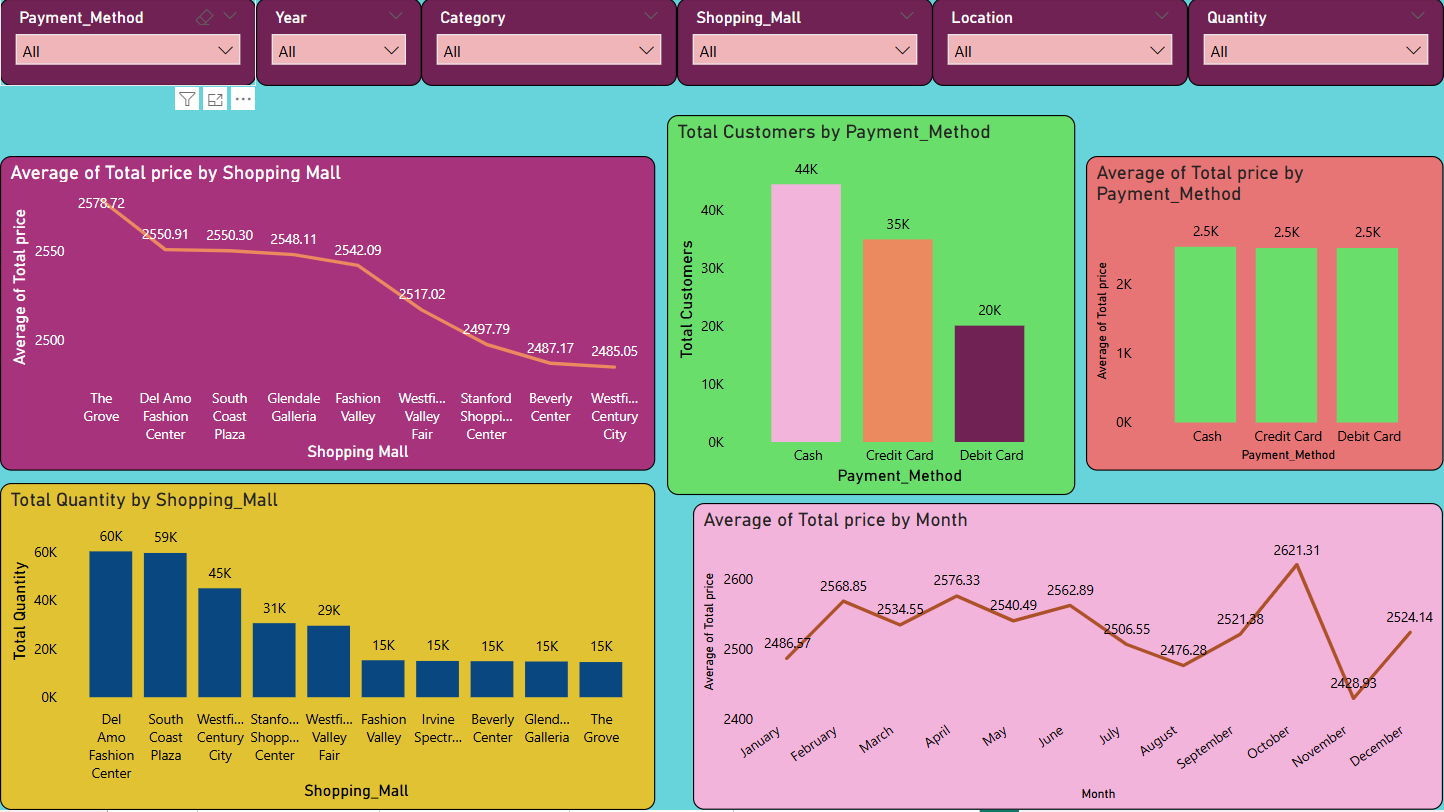 Payment_Method
Year
Category
Shopping_Mall
Location
Quantity
All
All
All
All
All
All
Average of Total price by Shopping Mall
Average of Total price
2550
2500
2578.72
2550.91
2550.30
2548.11
2542.09
2517.02
2497.79
2487.17
2485.05
The
Grove
Del Amo
Fashion
Center
South
Coast
Plaza
Glendale
Galleria
Fashion
Valley
Westfi...
Valley
Fair
Stanford
Shoppi...
Center
Beverly
Center
Westfi...
Century
City
Shopping Mall
Total Customers by Payment_Method
Total Customers
40K
30K
20K
10K
0K
44K
35K
20K
Cash
Credit Card
Debit Card
Payment_Method
Average of Total price by
Payment_Method
Average of Total price
2K
1K
0K
2.5K
2.5K
2.5K
Cash
Credit Card
Debit Card
Payment_Method
Total Quantity by Shopping_Mall
Total Quantity
60K
40K
20K
0K
60K
59K
45K
31K
29K
15K
15K
15K
15K
15K
Del
Amo
Fashion
Center
South
Coast
Plaza
Westfi...
Century
City
Stanfo...
Shopp...
Center
Westfi...
Valley
Fair
Fashion
Valley
Irvine
Spectr...
Beverly
Center
Glend...
Galleria
The
Grove
Shopping_Mall
Average of Total price by Month
Average of Total price
2600
2500
2400
2486.57
2568.85
2534.55
2576.33
2540.49
2562.89
2506.55
2476.28
2521.38
2621.31
2428.93
2524.14
January
February
March
April
May
June
July
August
September
October
November
December
Month